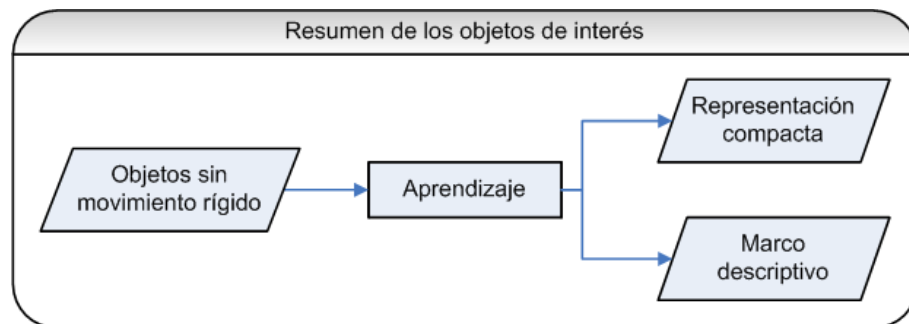 Resumen de los objetos de interés
Objetos sin
movimiento rígido
Aprendizaje
Representación
compacta
Marco
descriptivo